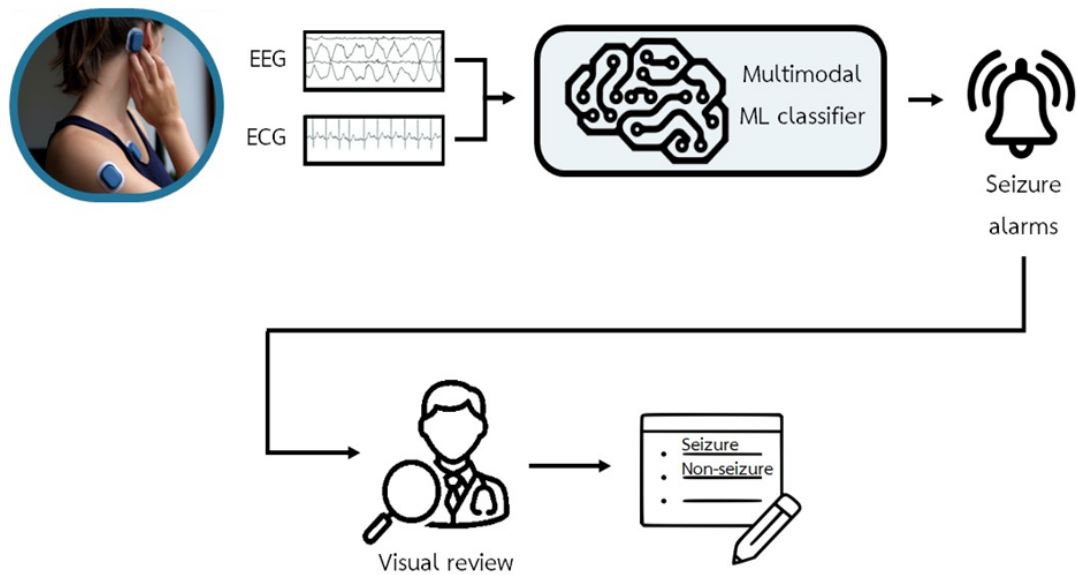 EEG
ECG
Multimodal
ML classifier
Seizure
alarms
Visual review
Seizure
Non-seizure